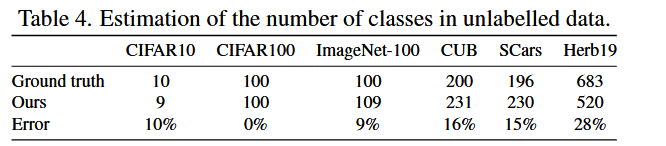 Table 4. Estimation of the number of classes in unlabelled data.
CIFAR10 CIFAR100 ImageNet-100 CUB SCars Herb19
Ground truth 10 100 100 200 196 683
Ours 9 100 109 231 230 520
Error 10% 0% 9% 16% 15% 28%